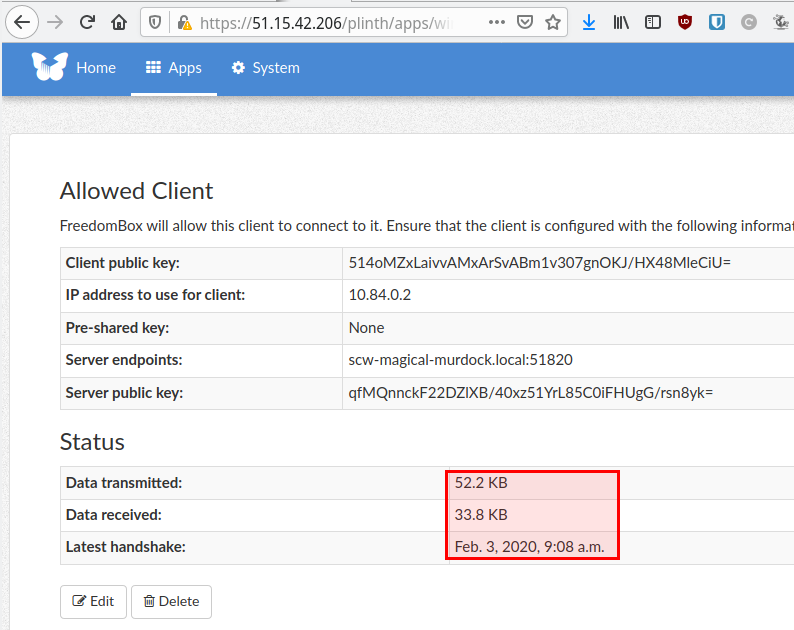 https://51.15.42.206/plinth/apps/wi
Home Apps System
Allowed Client
FreedomBox will allow this client to connect to it. Ensure that the client is configured with the following informat
Client public key: 514oMZxLaivvAMxArSvABm1v307gnOKJ/HX48MleCiU=
IP address to use for client: 10.84.0.2
Pre-shared key: None
Server endpoints: scw-magical-murdock.local:51820
Server public key: qfMQnnckF22DZlXB/40xz51YrL85C0iFHUgG/rsn8yk=
Status
Data transmitted: 52.2 KB
Data received: 33.8 KB
Latest handshake: Feb. 3, 2020, 9:08 a.m.
Edit Delete